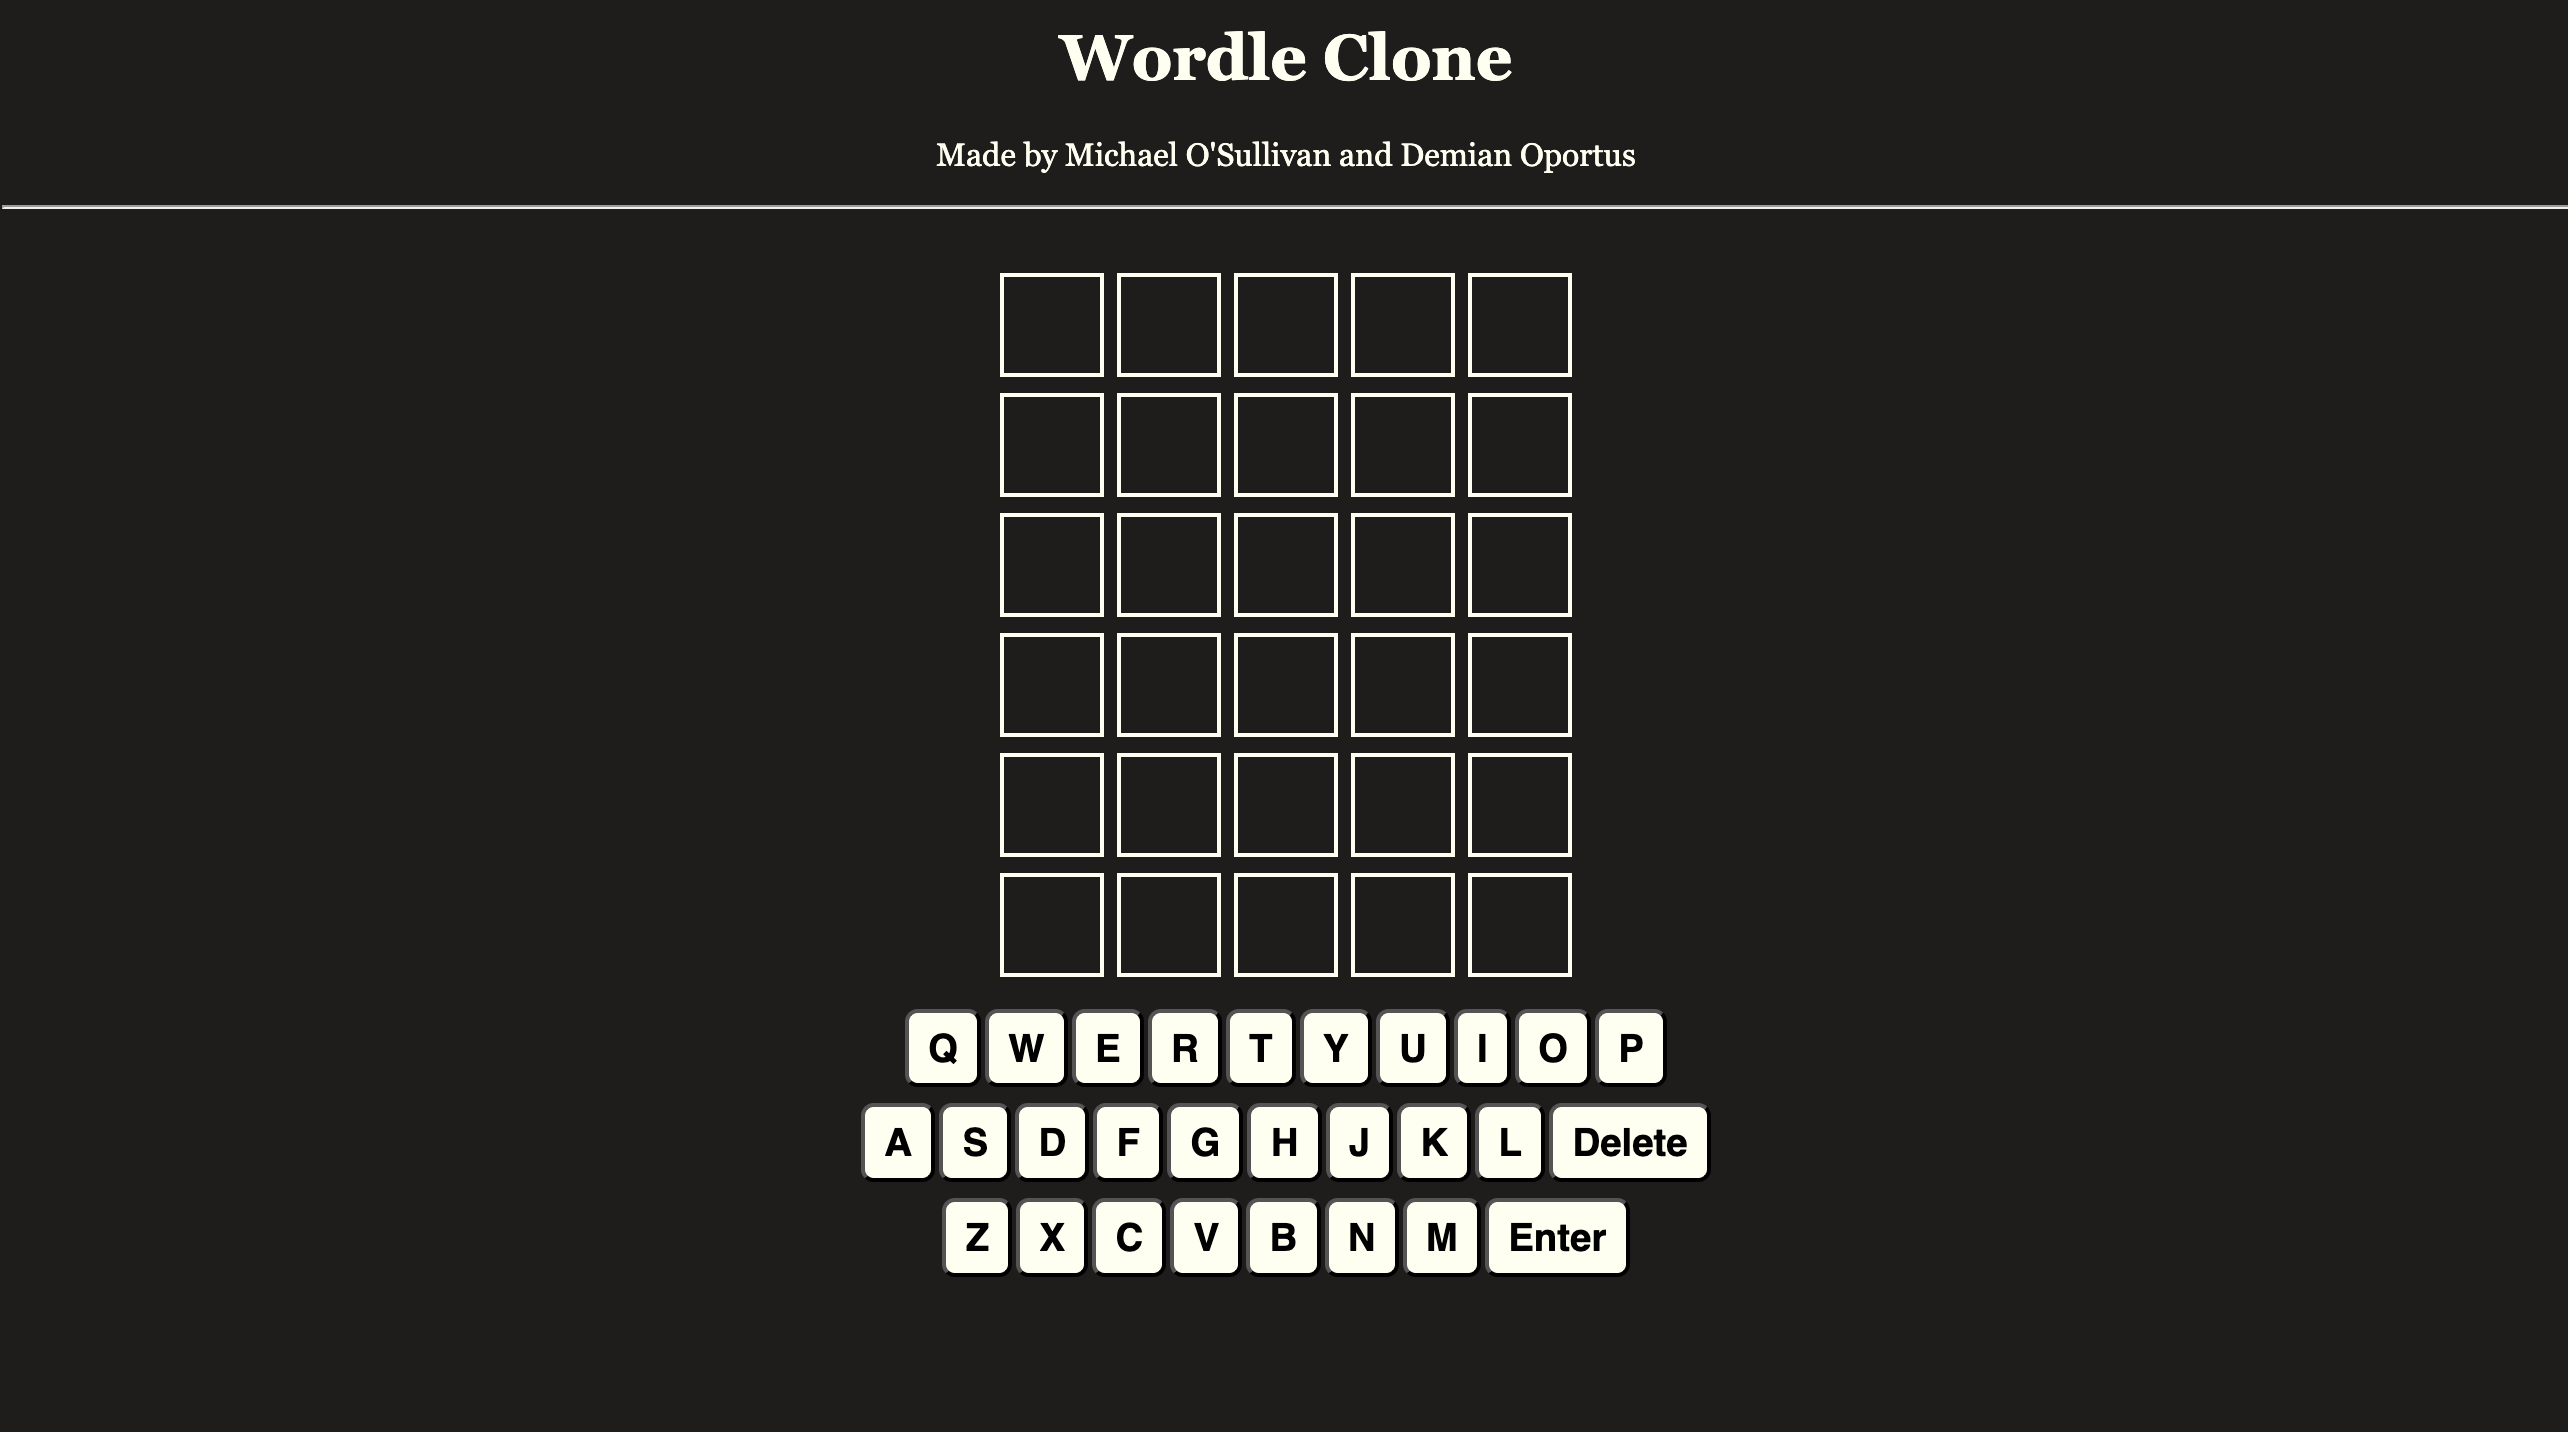 Wordle Clone
Made by Michael O'Sullivan and Demian Oportus
Q W E R T Y U I O P
A S D F G H J K L Delete
Z X C V B N M Enter